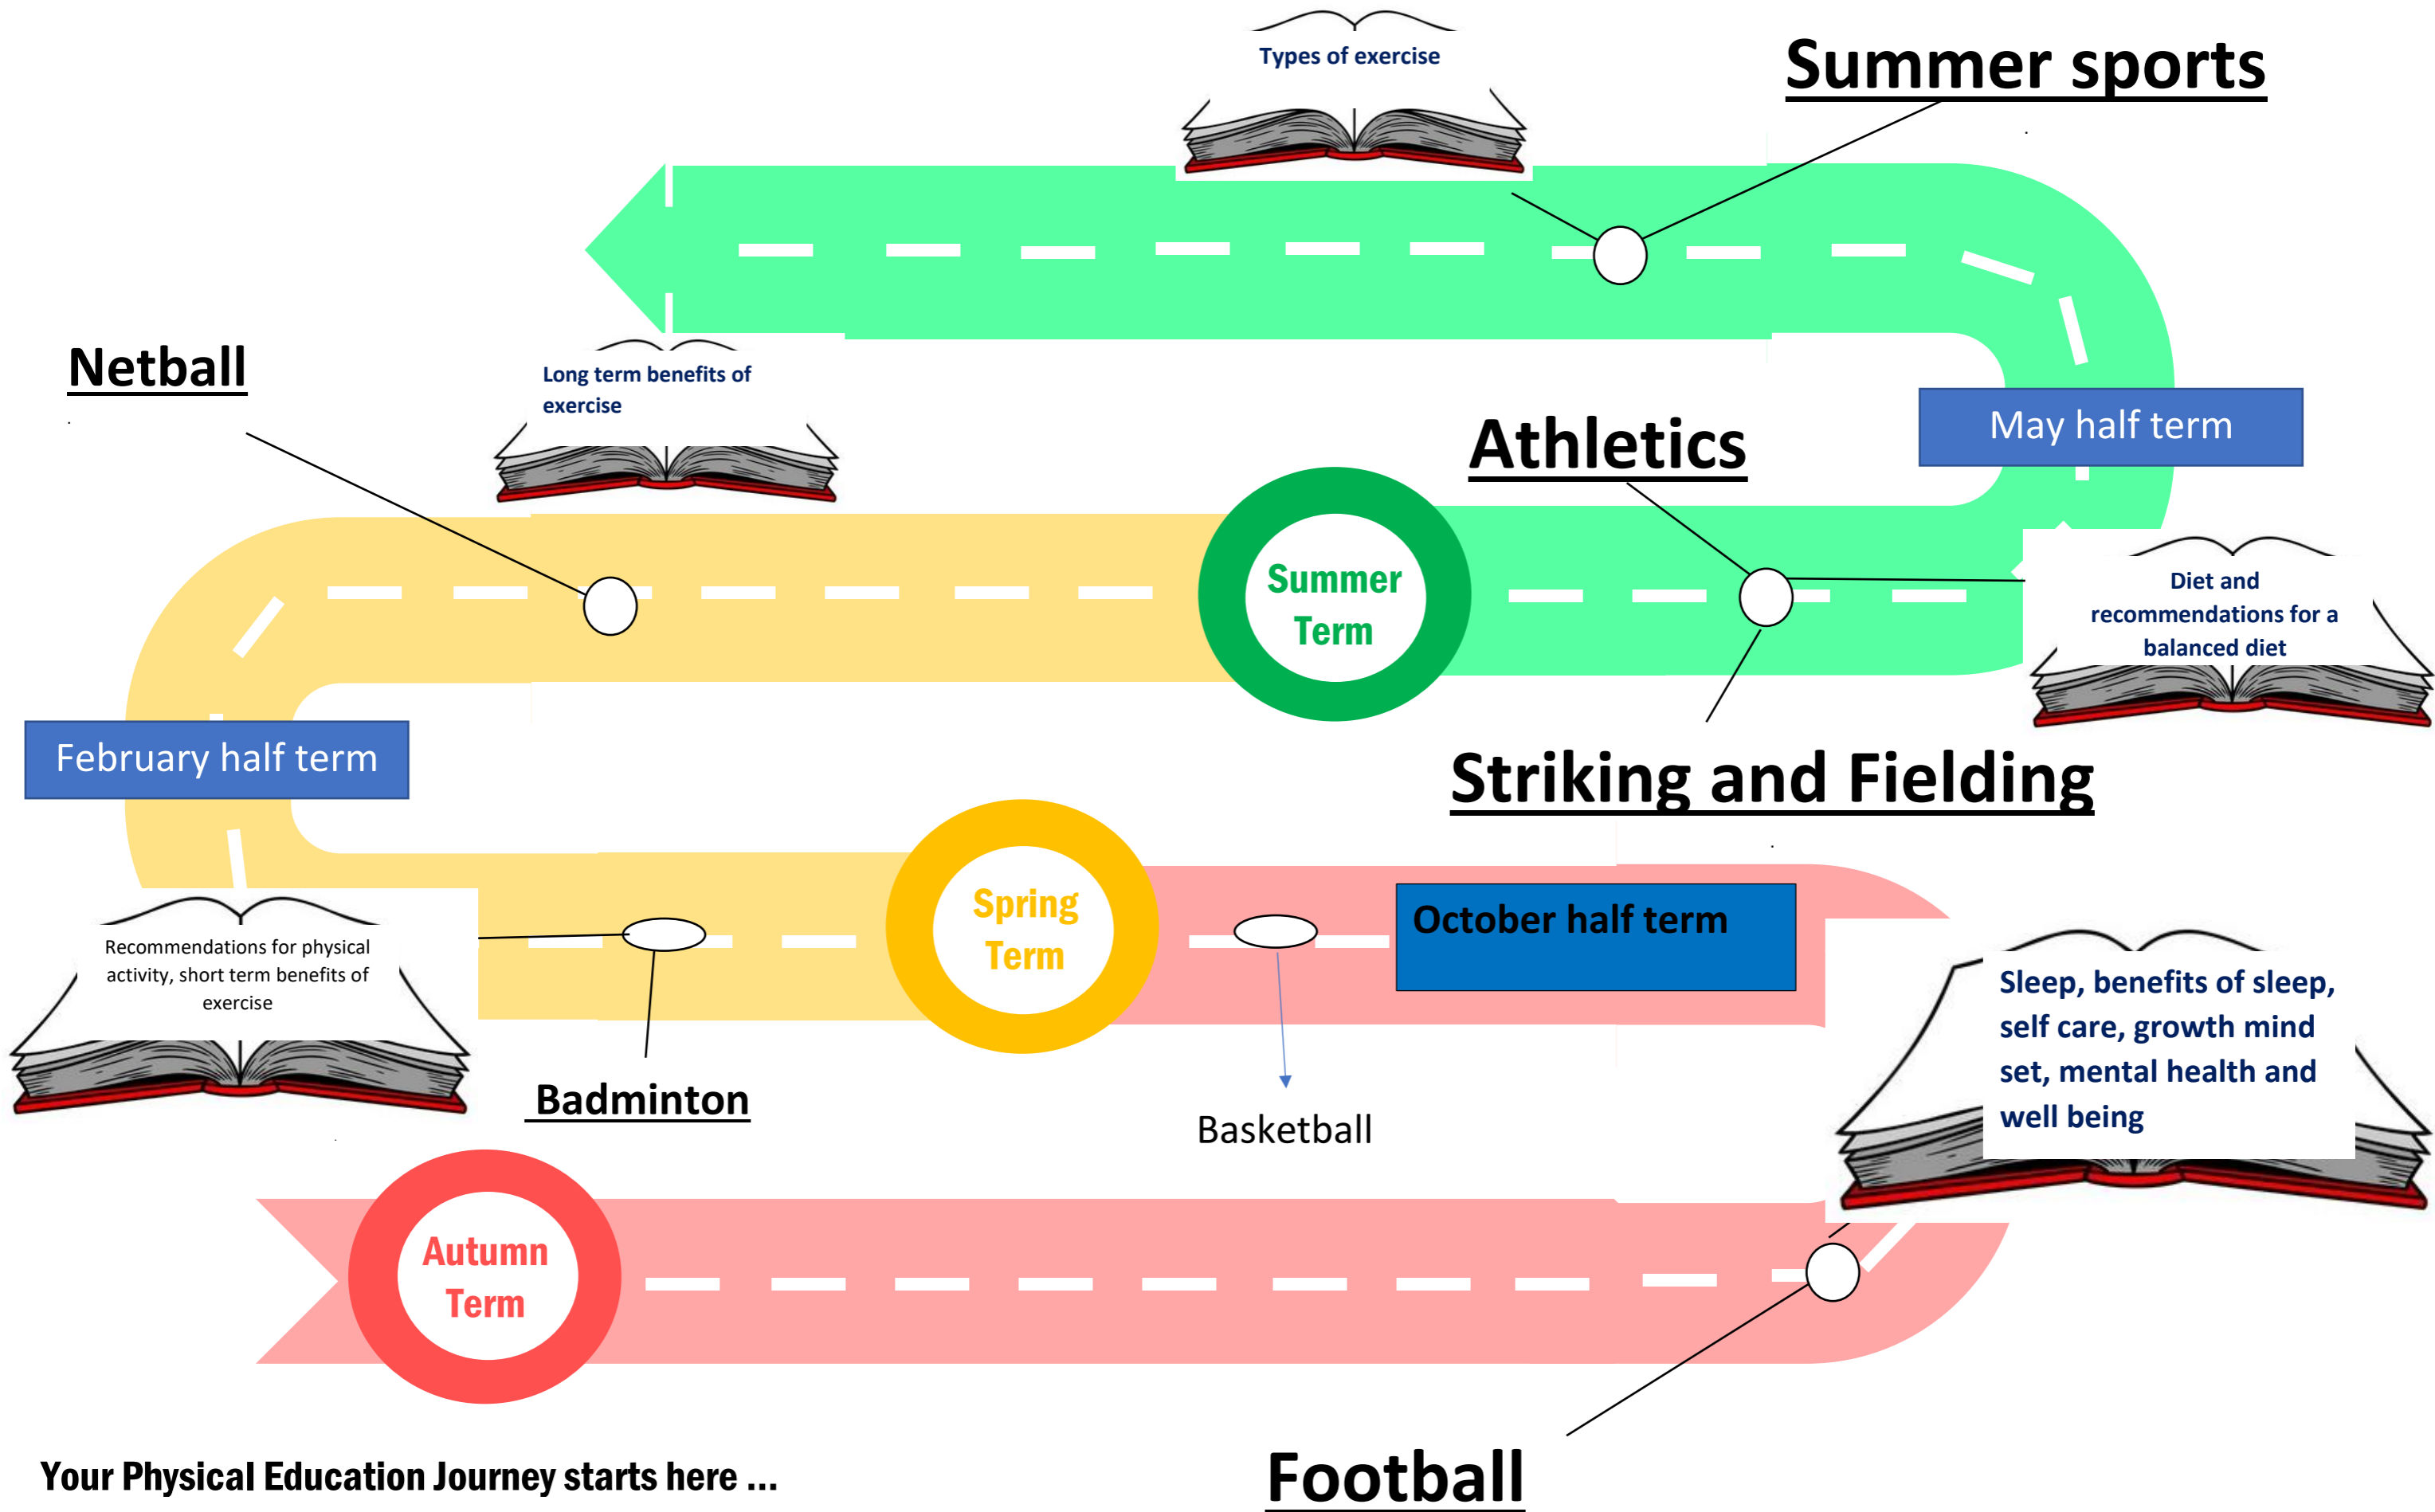 Types of exercise
Summer sports
Netball
Long term benefits of
exercise
Athletics
May half term
Summer
Term
Diet and
recommendations for a
balanced diet
February half term
Striking and Fielding
Spring
Term
October half term
Recommendations for physical
activity, short term benefits of
exercise
Sleep, benefits of sleep,
self care, growth mind
set, mental health and
well being
Badminton
Basketball
Autumn
Term
Your Physical Education Journey starts here ...
Football